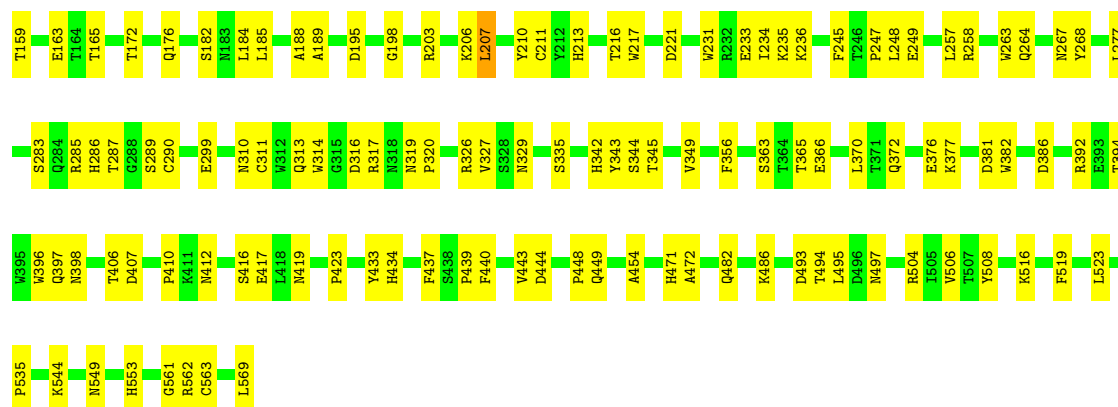 T159 E163 T164 T165 T172 Q176 S182 N183 L184 L185 A188 A189 D195 G198 R203 K206 L207 Y210 C211 Y212 H213 T216 W217 D221 W231 R232 E233 I234 K235 K236 F245 T246 P247 L248 E249 L257 R258 W263 Q264 N267 Y268 L277
S283 Q284 R285 H286 T287 G288 S289 C290 E299 N310 C311 W312 Q313 W314 G315 D316 R317 N318 N319 P320 R326 V327 S328 N329 S335 H342 Y343 S344 T345 V349 F356 S363 T364 T365 E366 L370 T371 Q372 E376 K377 D381 W382 D386 R392 E393 T394
W395 W396 Q397 N398 T406 D407 P410 K411 N412 S416 E417 L418 N419 P423 Y433 H434 F437 S438 P439 F440 V443 D444 P448 Q449 A454 H471 A472 Q482 K486 D493 T494 L495 D496 N497 R504 I505 V506 T507 Y508 K516 F519 L523
P535 K544 N549 H553 G561 R562 C563 L569